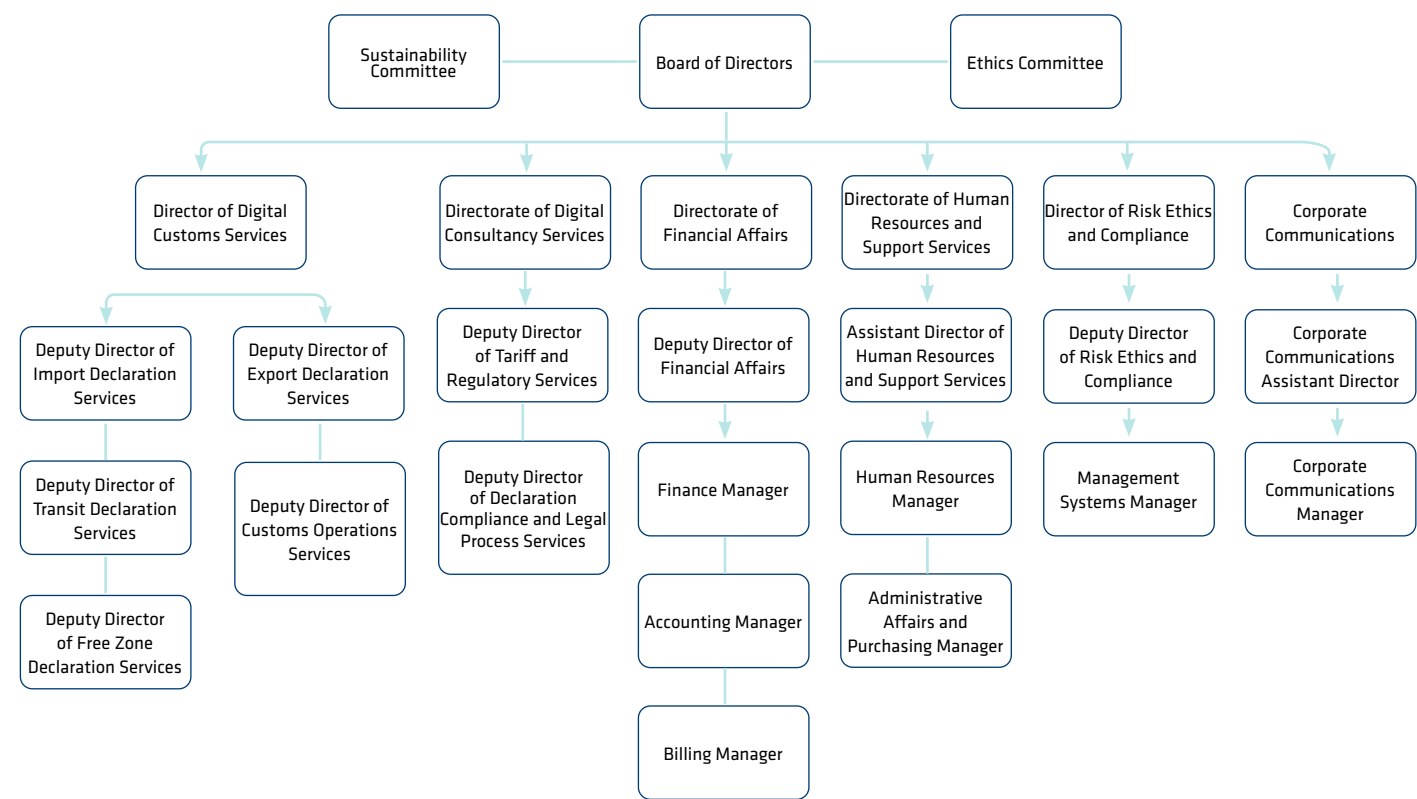 Sustainability
Committee
Board of Directors
Ethics Committee
Director of Digital
Customs Services
Directorate of Digital
Consultancy Services
Directorate of
Financial Affairs
Directorate of Human
Resources and
Support Services
Director of Risk Ethics
and Compliance
Corporate
Communications
Deputy Director of
Import Declaration
Services
Deputy Director of
Export Declaration
Services
Deputy Director
of Tariff and
Regulatory Services
Deputy Director of
Financial Affairs
Assistant Director of
Human Resources
and Support Services
Deputy Director
of Risk Ethics and
Compliance
Corporate
Communications
Assistant Director
Deputy Director of
Transit Declaration
Services
Deputy Director of
Customs Operations
Services
Deputy Director
of Declaration
Compliance and Legal
Process Services
Finance Manager
Human Resources
Manager
Management
Systems Manager
Corporate
Communications
Manager
Deputy Director
of Free Zone
Declaration Services
Accounting Manager
Administrative
Affairs and
Purchasing Manager
Billing Manager